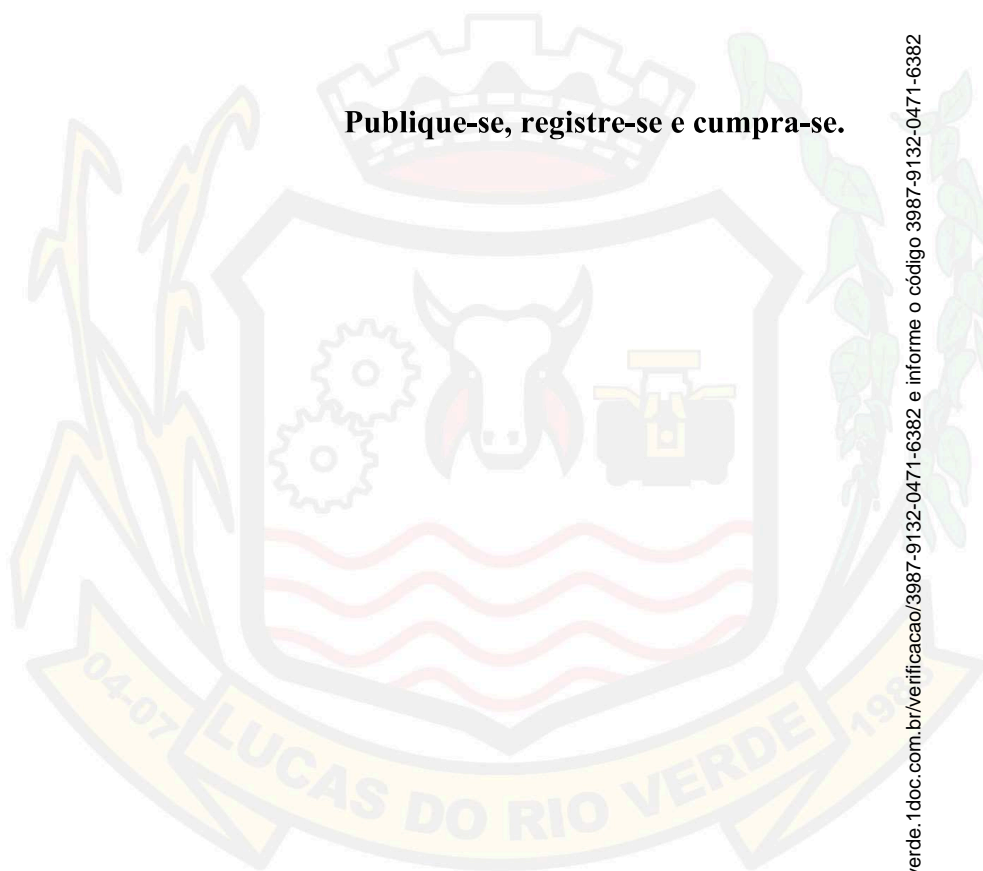 Publique-se, registre-se e cumpra-se.
04-07
LUCAS DO RIO VERDE
verde.1doc.com.br/verificacao/3987-9132-0471-6382 e informe o código 3987-9132-0471-6382